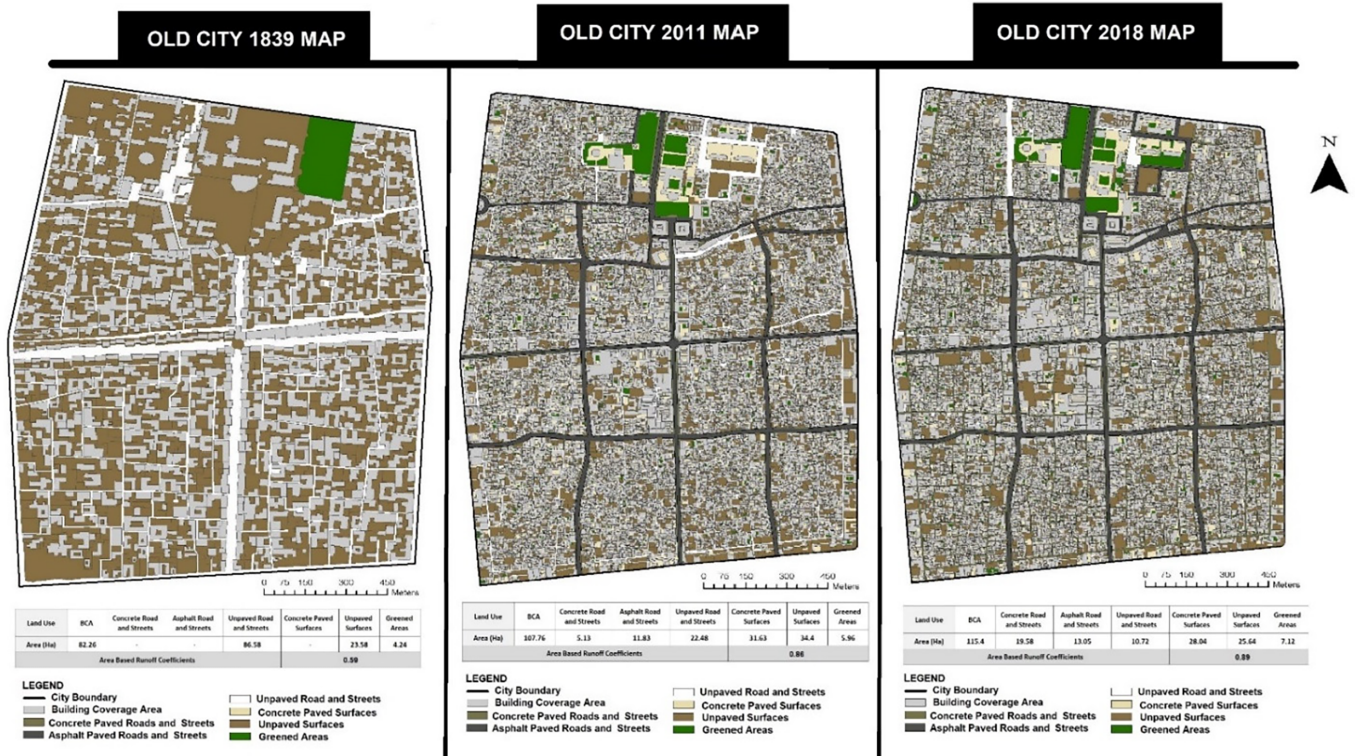 OLD CITY 1839 MAP
OLD CITY 2011 MAP
OLD CITY 2018 MAP
N
0 75 150 300 450
Meters
Land Use BCA Concrete Road and Streets Asphalt Road and Streets Unpaved Road and Streets Concrete Paved Surfaces Unpaved Surfaces Greened Areas
Area (Ha) 82.26 - - 86.58 - 23.58 4.24
Area Based Runoff Coefficients 0.59
LEGEND
City Boundary
Building Coverage Area
Concrete Paved Roads and Streets
Asphalt Paved Roads and Streets
Unpaved Road and Streets
Concrete Paved Surfaces
Unpaved Surfaces
Greened Areas
0 75 150 300 450
Meters
Land Use BCA Concrete Road and Streets Asphalt Road and Streets Unpaved Road and Streets Concrete Paved Surfaces Unpaved Surfaces Greened Areas
Area (Ha) 107.76 5.13 11.83 22.48 31.63 34.4 5.96
Area Based Runoff Coefficients 0.86
LEGEND
City Boundary
Building Coverage Area
Concrete Paved Roads and Streets
Asphalt Paved Roads and Streets
Unpaved Road and Streets
Concrete Paved Surfaces
Unpaved Surfaces
Greened Areas
0 75 150 300 450
Meters
Land Use BCA Concrete Road and Streets Asphalt Road and Streets Unpaved Road and Streets Concrete Paved Surfaces Unpaved Surfaces Greened Areas
Area (Ha) 115.4 19.58 13.05 10.72 28.04 25.64 7.12
Area Based Runoff Coefficients 0.89
LEGEND
City Boundary
Building Coverage Area
Concrete Paved Roads and Streets
Asphalt Paved Roads and Streets
Unpaved Road and Streets
Concrete Paved Surfaces
Unpaved Surfaces
Greened Areas